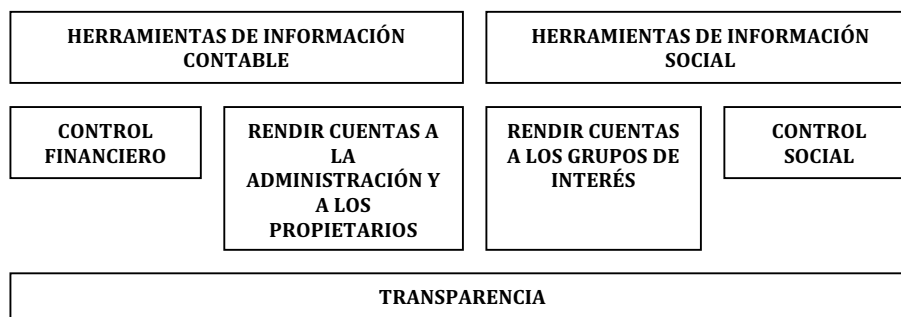 HERRAMIENTAS DE INFORMACIÓN
CONTABLE
HERRAMIENTAS DE INFORMACIÓN
SOCIAL
CONTROL
FINANCIERO
RENDIR CUENTAS A
LA
ADMINISTRACIÓN Y
A LOS
PROPIETARIOS
RENDIR CUENTAS
A LOS GRUPOS DE
INTERÉS
CONTROL
SOCIAL
TRANSPARENCIA